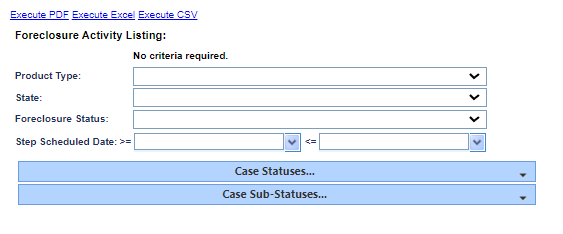 Execute PDF Execute Excel Execute CSV
Foreclosure Activity Listing:
No criteria required.
Product Type:
State:
Foreclosure Status:
Step Scheduled Date: >= <=
Case Statuses...
Case Sub-Statuses...